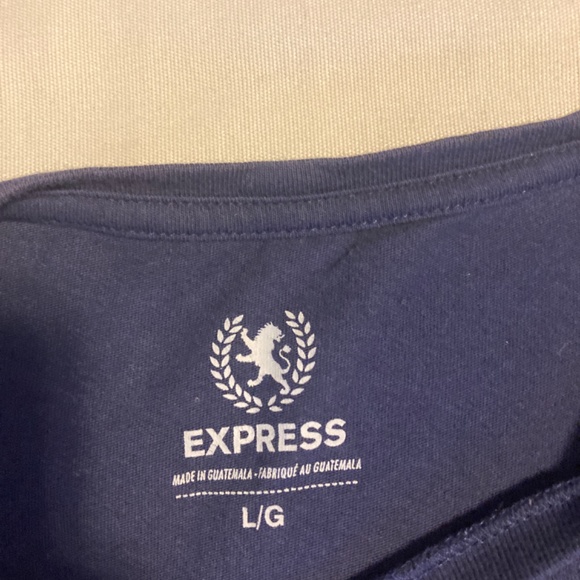 EXPRESS
MADE IN GUATEMALA - FABRIQUÉ AU GUATEMALA
L/G